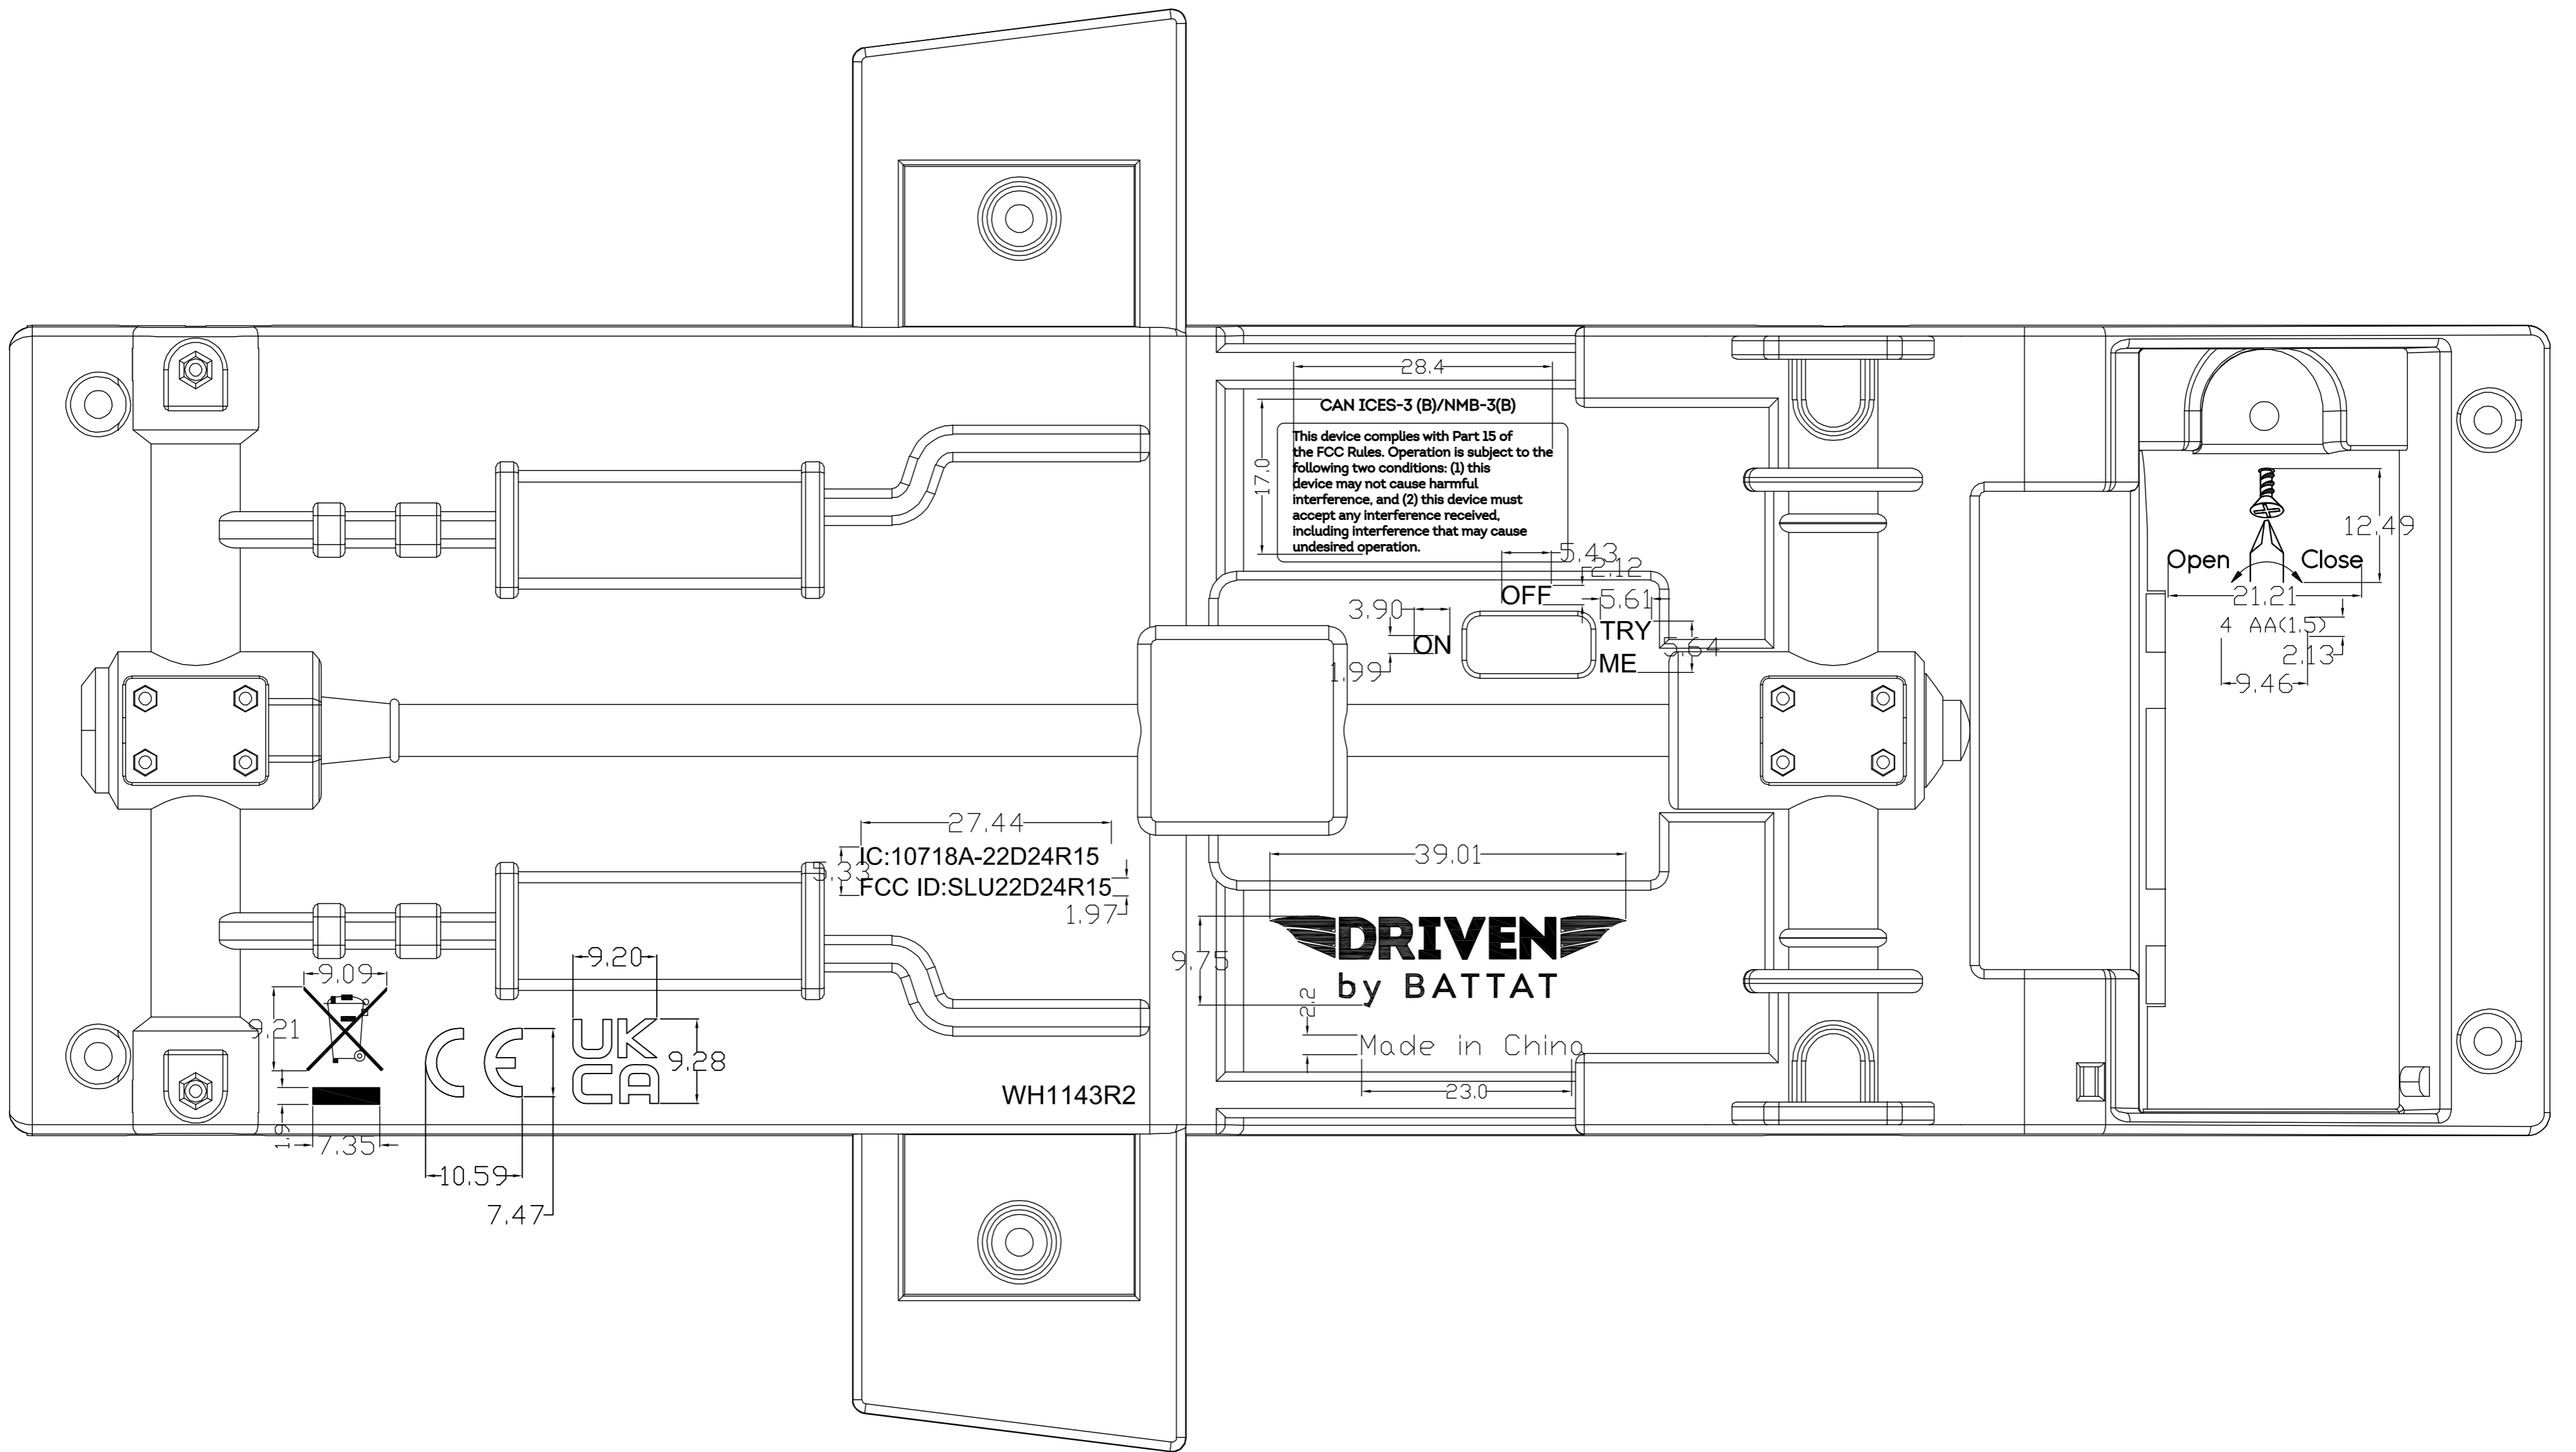 28.4
CAN ICES-3 (B)/NMB-3(B)
17.0
This device complies with Part 15 of
the FCC Rules. Operation is subject to the
following two conditions: (1) this
device may not cause harmful
interference, and (2) this device must
accept any interference received,
including interference that may cause
undesired operation.
5.43
2.12
OFF
5.61
3.90
ON
TRY
ME
5.64
1.99
12.49
Open
Close
21.21
4 AA(1.5)
2.13
9.46
27.44
IC:10718A-22D24R15
5.33
FCC ID:SLU22D24R15
1.97
39.01
DRIVEN
by BATTAT
9.75
2.2
Made in China
23.0
9.09
9.21
9.20
CE
UK
CA
9.28
WH1143R2
1.9
7.35
10.59
7.47